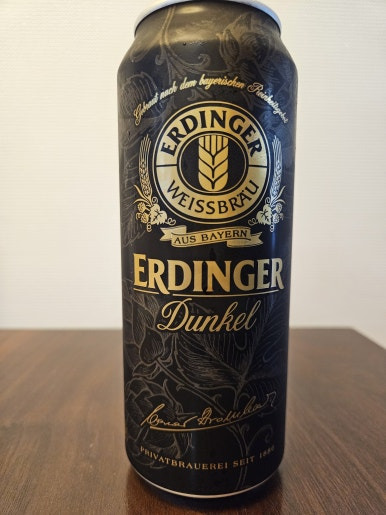 Gebraut nach dem bayerischen Reinheitsgebot
ERDINGER
WEISSBRÄU
AUS BAYERN
ERDINGER
Dunkel
PRIVATBRAUEREI SEIT 1886